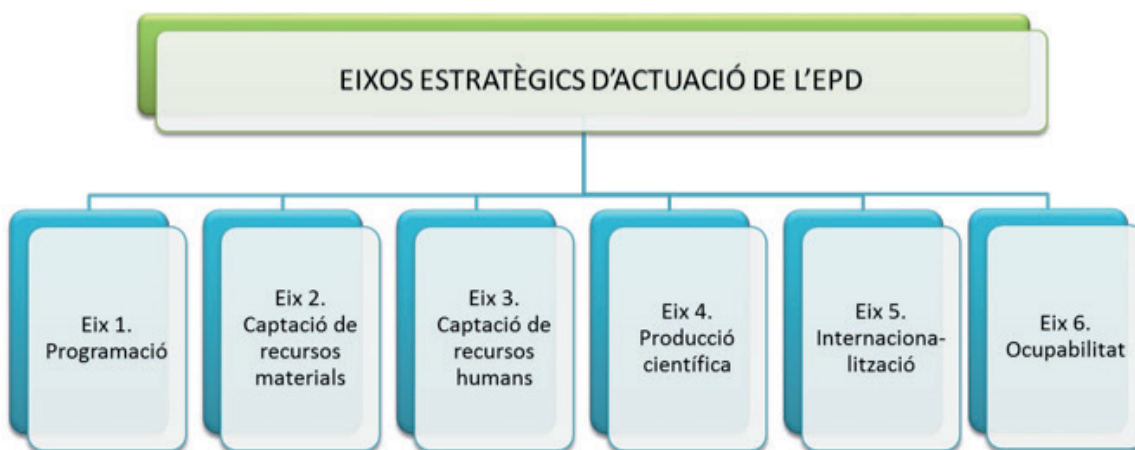 EIXOS ESTRATÈGICS D'ACTUACIÓ DE L'EPD
Eix 1.
Programació
Eix 2.
Captació de
recursos
materials
Eix 3.
Captació de
recursos
humans
Eix 4.
Producció
científica
Eix 5.
Internaciona-
lització
Eix 6.
Ocupabilitat